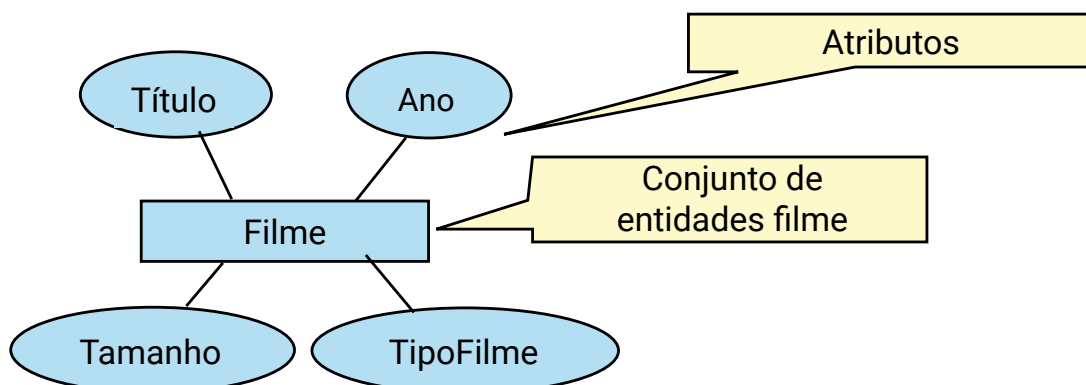 Atributos
Título
Ano
Conjunto de
entidades filme
Filme
Tamanho
TipoFilme